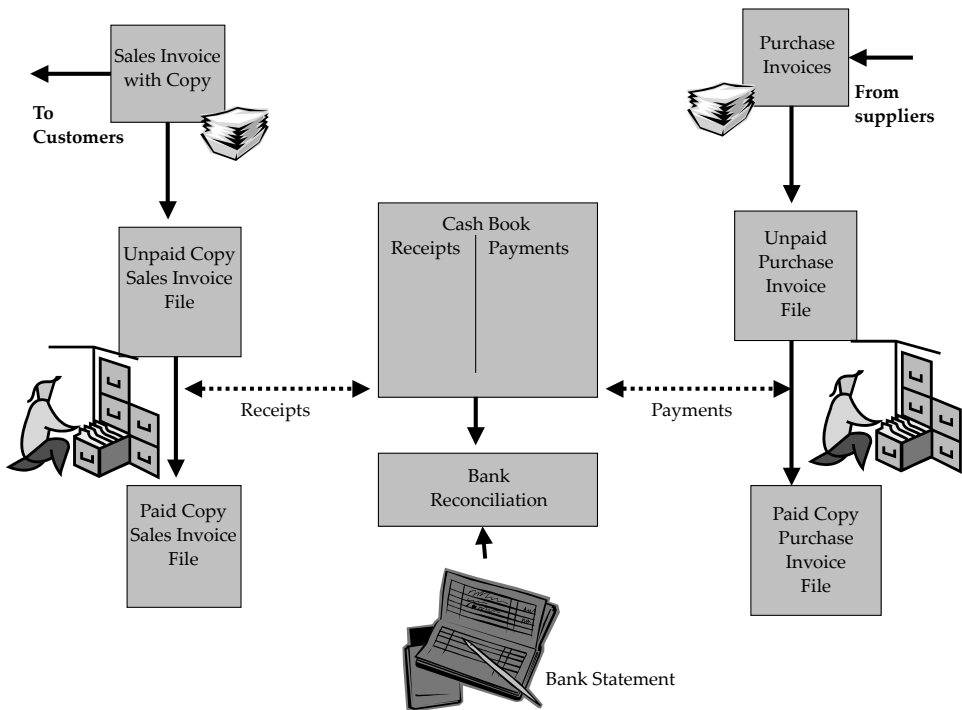 Sales Invoice
with Copy
To
Customers
Purchase
Invoices
From
suppliers
Unpaid Copy
Sales Invoice
File
Cash Book
Receipts
Payments
Unpaid
Purchase
Invoice
File
Receipts
Payments
Paid Copy
Sales Invoice
File
Bank
Reconciliation
Paid Copy
Purchase
Invoice
File
Bank Statement